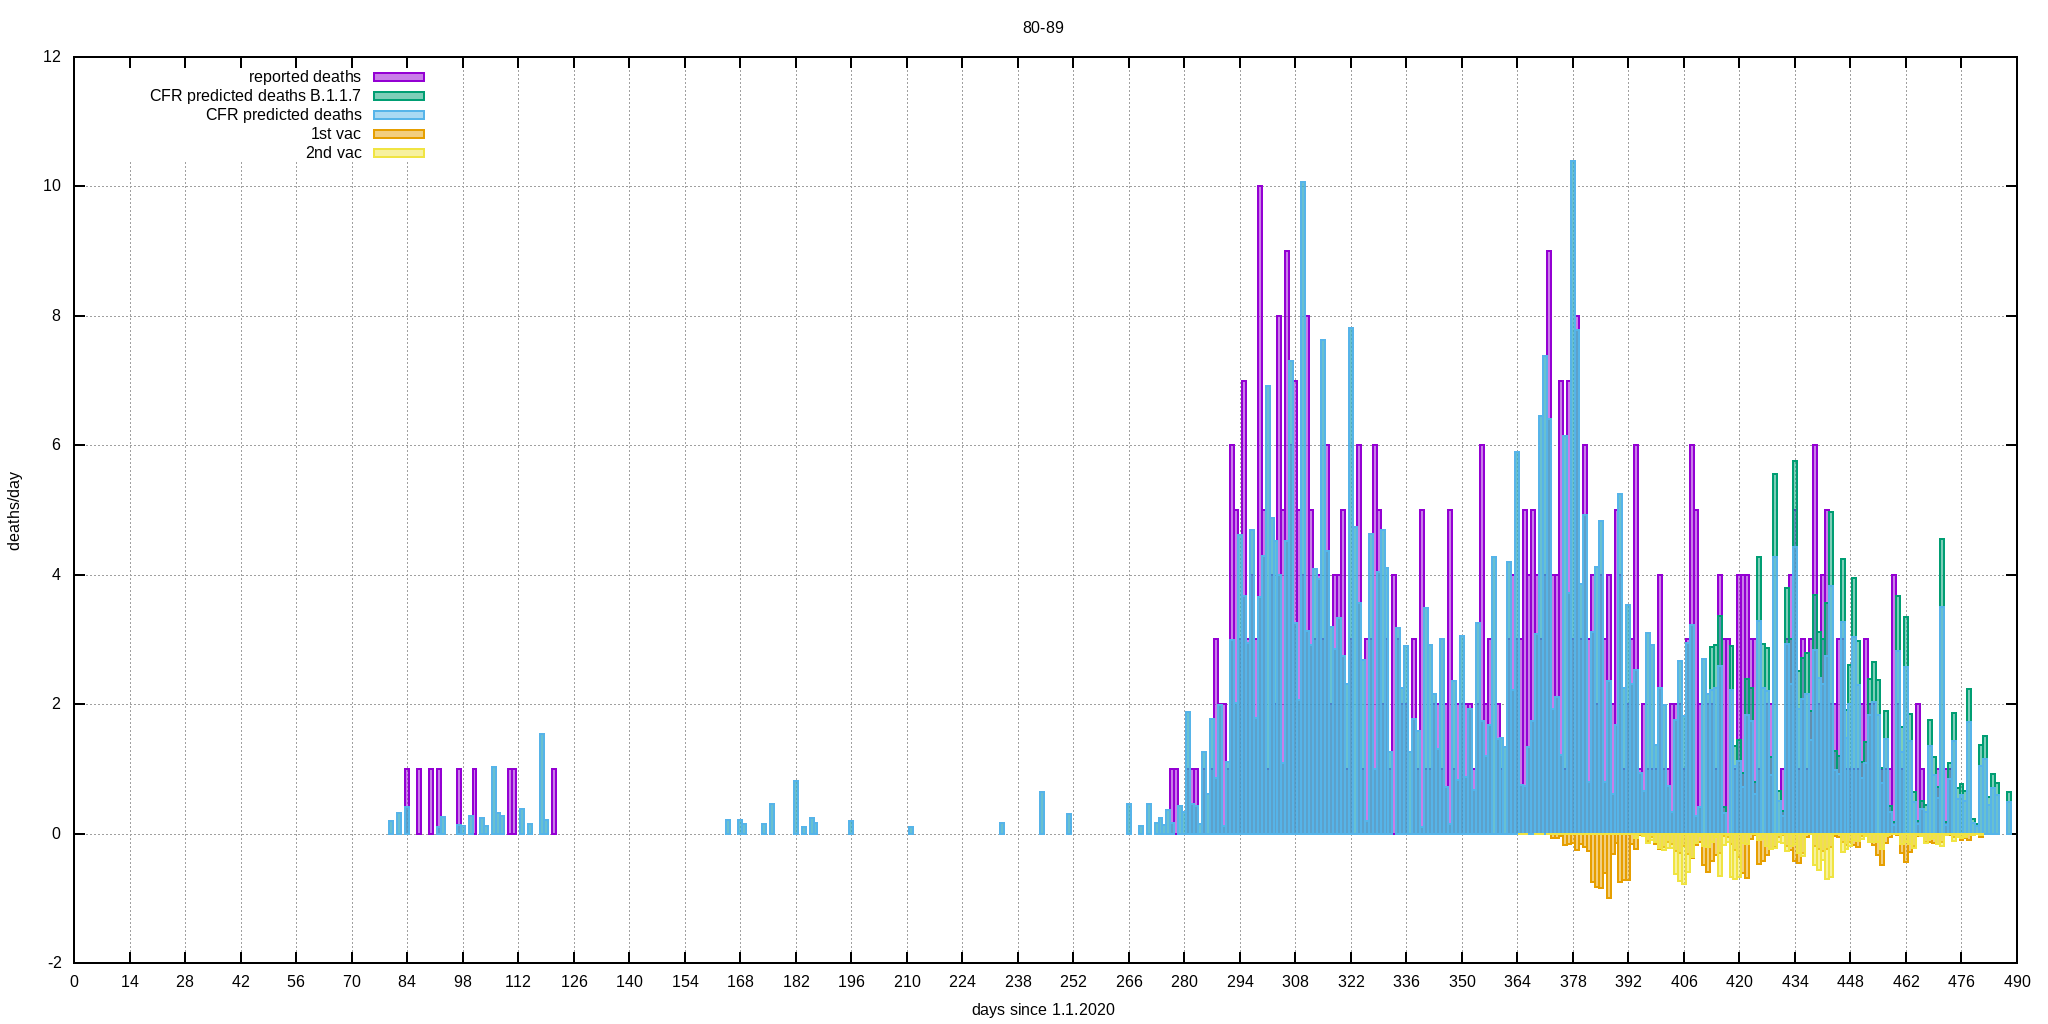 80-89
reported deaths
CFR predicted deaths B.1.1.7
CFR predicted deaths
1st vac
2nd vac
12
10
8
6
4
2
0
-2
deaths/day
0 14 28 42 56 70 84 98 112 126 140 154 168 182 196 210 224 238 252 266 280 294 308 322 336 350 364 378 392 406 420 434 448 462 476 490
days since 1.1.2020